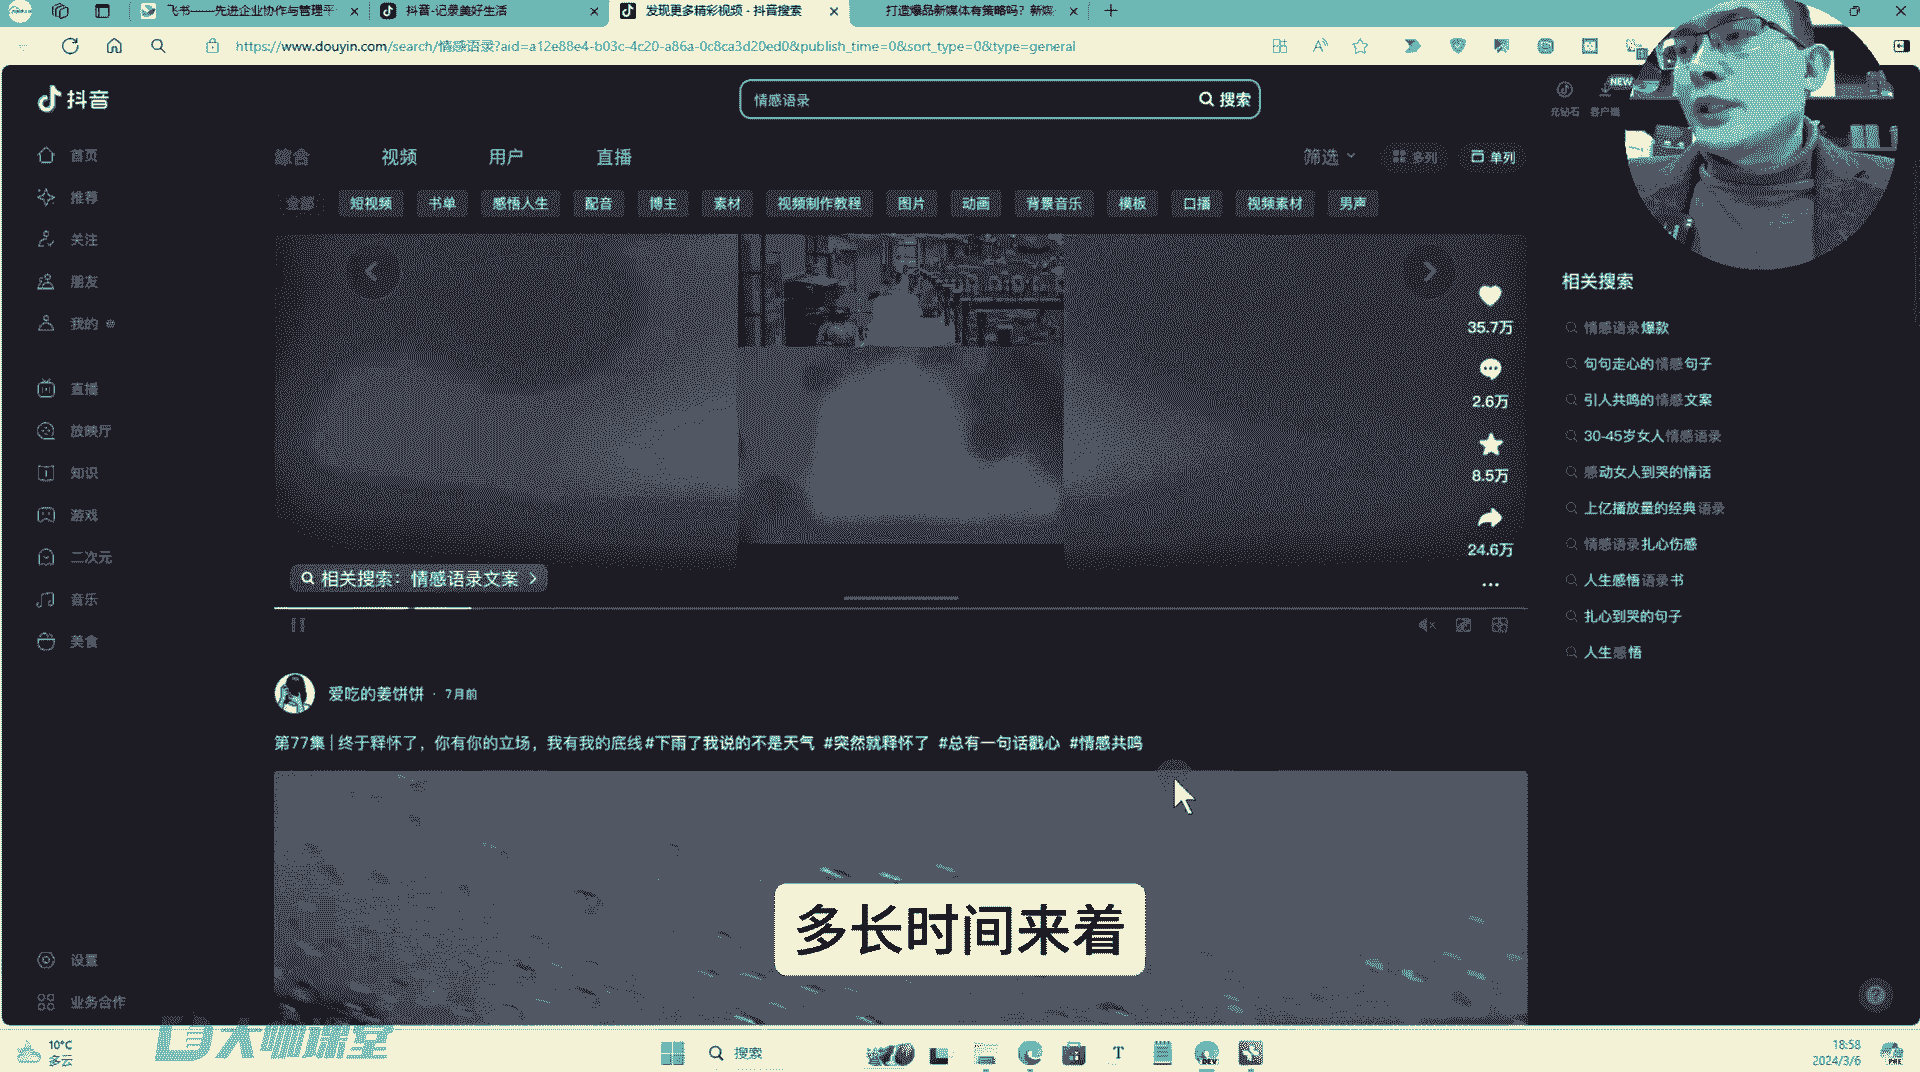 飞书——先进企业协作与管理平
抖音-记录美好生活
发现更多精彩视频 - 抖音搜索
打造爆品新媒体有策略吗？新媒
https://www.douyin.com/search/情感语录?aid=a12e88e4-b03c-4c20-a86a-0c8ca3d20ed0&publish_time=0&sort_type=0&type=general
抖音
情感语录
搜索
充钻石
客户端
NEW
首页
推荐
关注
朋友
我的
直播
放映厅
知识
游戏
二次元
音乐
美食
设置
业务合作
综合 视频 用户 直播
筛选 多列 单列
全部 短视频 书单 感悟人生 配音 博主 素材 视频制作教程 图片 动画 背景音乐 模板 口播 视频素材 男声
35.7万
2.6万
8.5万
24.6万
相关搜索：情感语录文案
爱吃的姜饼饼 · 7月前
第77集 | 终于释怀了，你有你的立场，我有我的底线#下雨了我说的不是天气 #突然就释怀了 #总有一句话戳心 #情感共鸣
相关搜索
情感语录爆款
句句走心的情感句子
引人共鸣的情感文案
30-45岁女人情感语录
感动女人到哭的情话
上亿播放量的经典语录
情感语录扎心伤感
人生感悟语录书
扎心到哭的句子
人生感悟
多长时间来着
大咖课堂
10°C
多云
搜索
T
DEV
18:58
2024/3/6
PRE